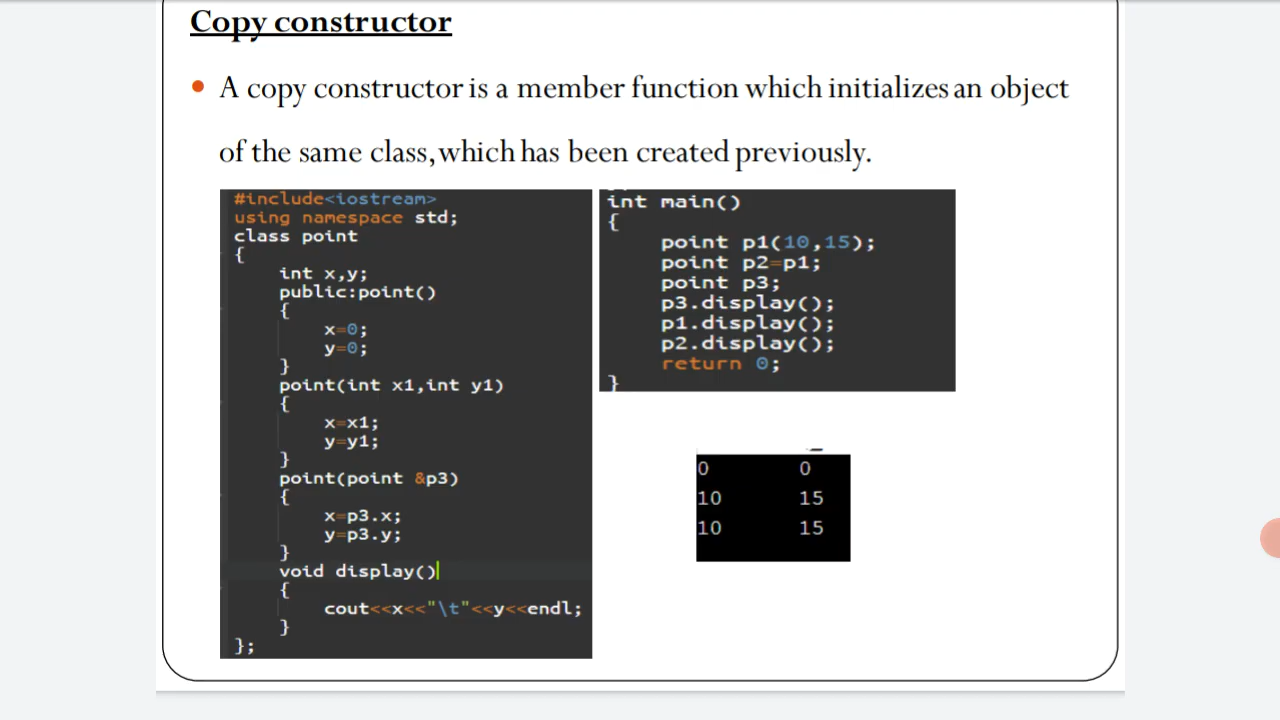 Copy constructor
• A copy constructor is a member function which initializes an object
of the same class,which has been created previously.
#include<iostream>
using namespace std;
class point
{
int x,y;
public:point()
{
x=0;
y=0;
}
point(int x1,int y1)
{
x=x1;
y=y1;
}
point(point &p3)
{
x=p3.x;
y=p3.y;
}
void display()
{
cout<<x<<"\t"<<y<<endl;
}
};
int main()
{
point p1(10,15);
point p2=p1;
point p3;
p3.display();
p1.display();
p2.display();
return 0;
}
0 0
10 15
10 15